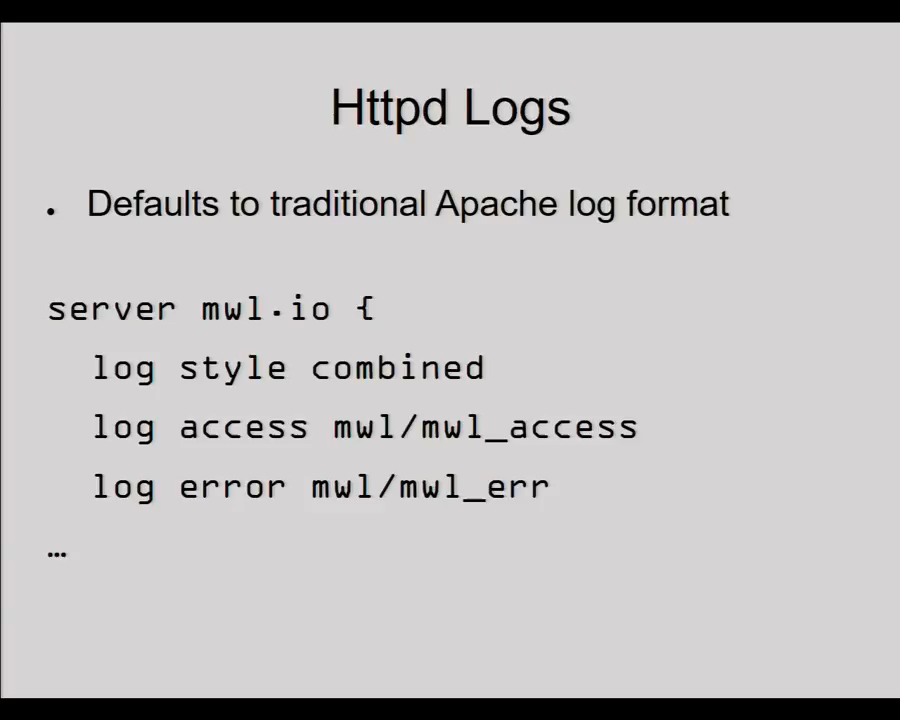 Httpd Logs
• Defaults to traditional Apache log format
server mwl.io {
log style combined
log access mwl/mwl_access
log error mwl/mwl_err
…